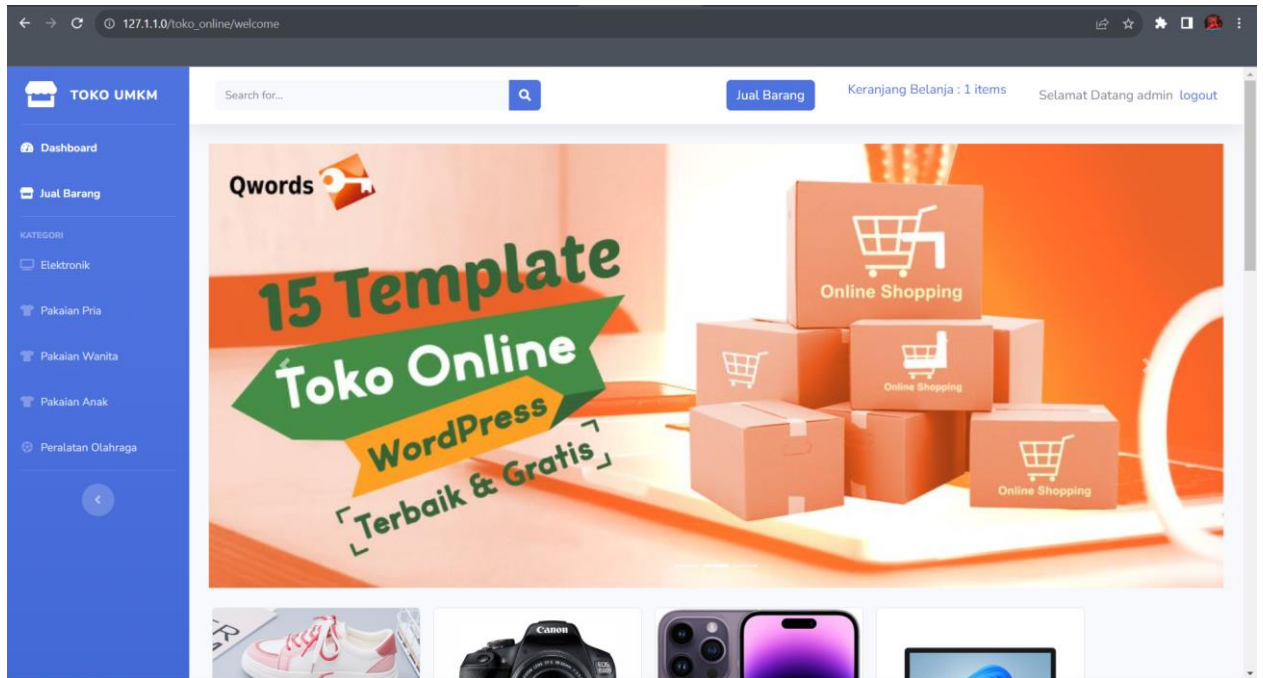 127.1.1.0/toko_online/welcome
TOKO UMKM
Search for...
Jual Barang
Keranjang Belanja : 1 items
Selamat Datang admin logout
Dashboard
Jual Barang
KATEGORI
Elektronik
Pakaian Pria
Pakaian Wanita
Pakaian Anak
Peralatan Olahraga
Qwords
15 Template
Toko Online
WordPress
Terbaik & Gratis
Online Shopping
Online Shopping
Online Shopping
Canon
EOS